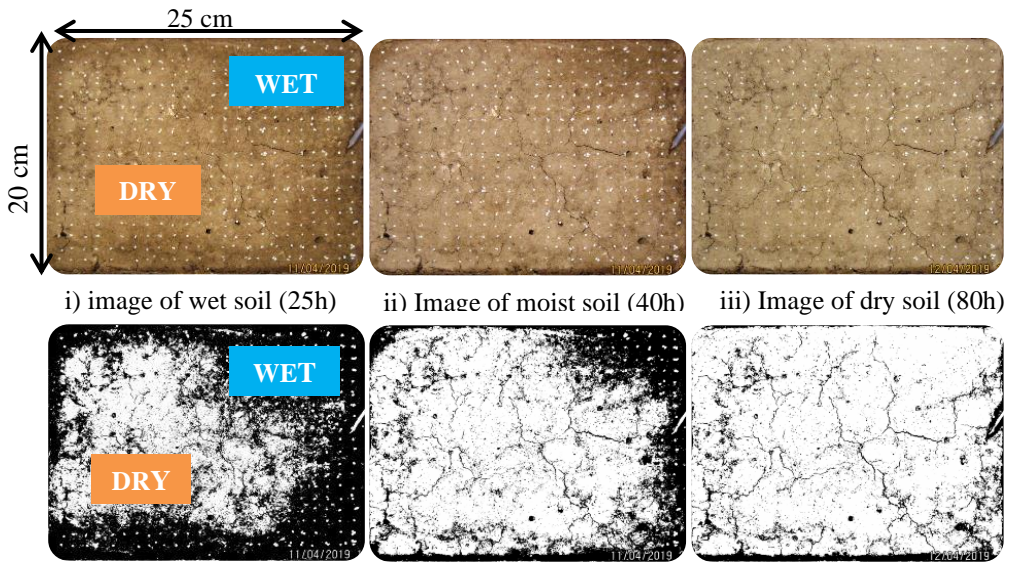 25 cm
20 cm
WET
DRY
11/04/2019
11/04/2019
12/04/2019
i) image of wet soil (25h)
ii) Image of moist soil (40h)
iii) Image of dry soil (80h)
WET
DRY
11/04/2019
11/04/2019
12/04/2019